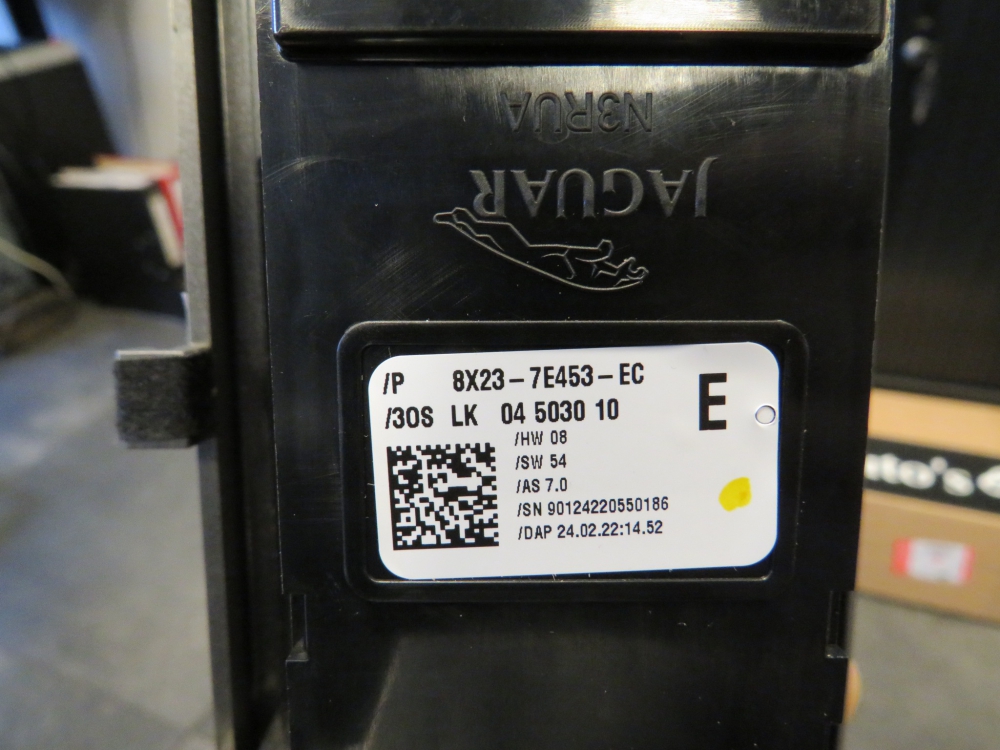 N3RUA
JAGUAR
/P 8X23-7E453-EC
/3OS LK 04 5030 10
E
/HW 08
/SW 54
/AS 7.0
/SN 90124220550186
/DAP 24.02.22:14.52